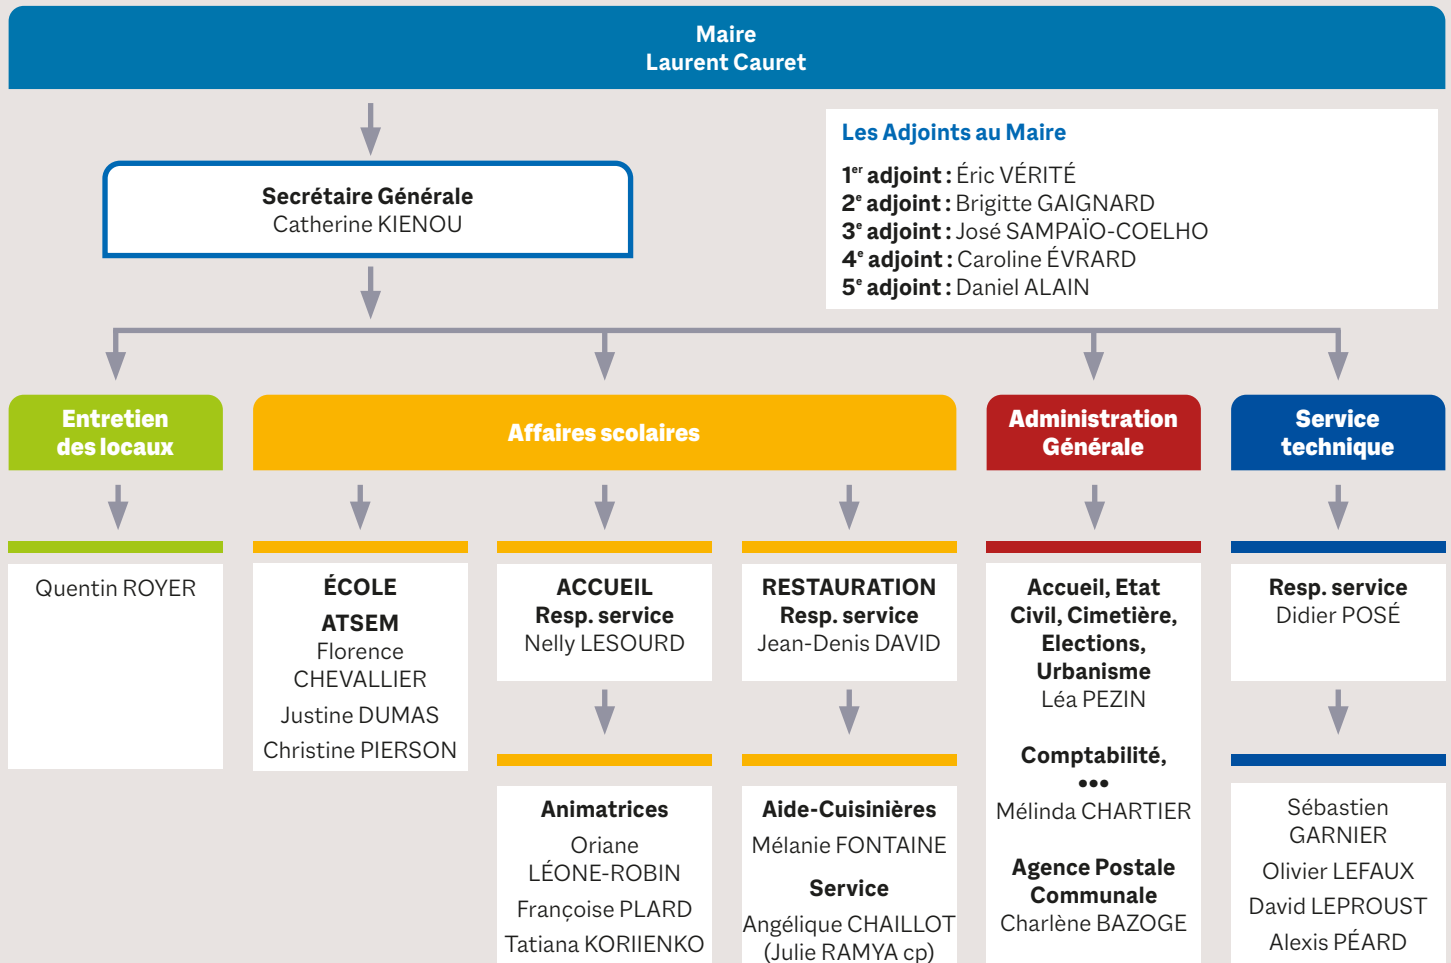 Maire
Laurent Cauret
Secrétaire Générale
Catherine KIENOU
Les Adjoints au Maire
1er adjoint : Éric VÉRITÉ
2e adjoint : Brigitte GAIGNARD
3e adjoint : José SAMPAÏO-COELHO
4e adjoint : Caroline ÉVRARD
5e adjoint : Daniel ALAIN
Entretien
des locaux
Quentin ROYER
Affaires scolaires
ÉCOLE
ATSEM
Florence
CHEVALLIER
Justine DUMAS
Christine PIERSON
ACCUEIL
Resp. service
Nelly LESOURD
Animatrices
Oriane
LÉONE-ROBIN
Françoise PLARD
Tatiana KORIIENKO
RESTAURATION
Resp. service
Jean-Denis DAVID
Aide-Cuisinières
Mélanie FONTAINE
Service
Angélique CHAILLOT
(Julie RAMYA cp)
Administration
Générale
Accueil, Etat
Civil, Cimetière,
Elections,
Urbanisme
Léa PEZIN
Comptabilité,
•••
Mélinda CHARTIER
Agence Postale
Communale
Charlène BAZOGE
Service
technique
Resp. service
Didier POSÉ
Sébastien
GARNIER
Olivier LEFAUX
David LEPROUST
Alexis PÉARD